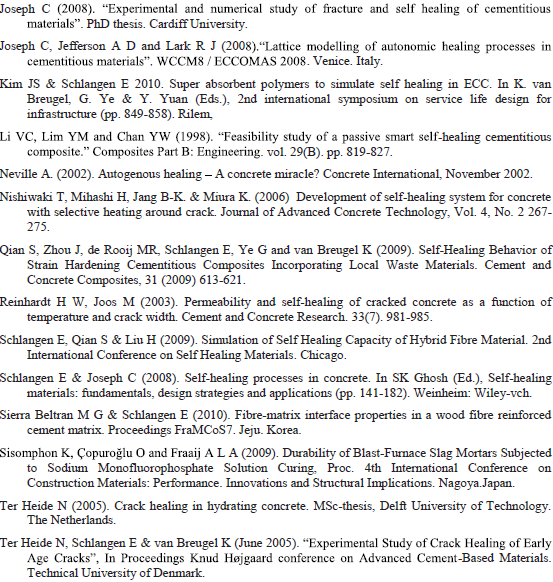 Joseph C (2008). “Experimental and numerical study of fracture and self healing of cementitious
materials”. PhD thesis. Cardiff University.
Joseph C, Jefferson A D and Lark R J (2008).“Lattice modelling of autonomic healing processes in
cementitious materials”. WCCM8 / ECCOMAS 2008. Venice. Italy.
Kim JS & Schlangen E 2010. Super absorbent polymers to simulate self healing in ECC. In K. van
Breugel, G. Ye & Y. Yuan (Eds.), 2nd international symposium on service life design for
infrastructure (pp. 849-858). Rilem,
Li VC, Lim YM and Chan YW (1998). “Feasibility study of a passive smart self-healing cementitious
composite.” Composites Part B: Engineering. vol. 29(B). pp. 819-827.
Neville A. (2002). Autogenous healing – A concrete miracle? Concrete International, November 2002.
Nishiwaki T, Mihashi H, Jang B-K. & Miura K. (2006) Development of self-healing system for concrete
with selective heating around crack. Journal of Advanced Concrete Technology, Vol. 4, No. 2 267-
275.
Qian S, Zhou J, de Rooij MR, Schlangen E, Ye G and van Breugel K (2009). Self-Healing Behavior of
Strain Hardening Cementitious Composites Incorporating Local Waste Materials. Cement and
Concrete Composites, 31 (2009) 613-621.
Reinhardt H W, Joos M (2003). Permeability and self-healing of cracked concrete as a function of
temperature and crack width. Cement and Concrete Research. 33(7). 981-985.
Schlangen E, Qian S & Liu H (2009). Simulation of Self Healing Capacity of Hybrid Fibre Material. 2nd
International Conference on Self Healing Materials. Chicago.
Schlangen E & Joseph C (2008). Self-healing processes in concrete. In SK Ghosh (Ed.), Self-healing
materials: fundamentals, design strategies and applications (pp. 141-182). Weinheim: Wiley-vch.
Sierra Beltran M G & Schlangen E (2010). Fibre-matrix interface properties in a wood fibre reinforced
cement matrix. Proceedings FraMCoS7. Jeju. Korea.
Sisomphon K, Çopuroğlu O and Fraaij A L A (2009). Durability of Blast-Furnace Slag Mortars Subjected
to Sodium Monofluorophosphate Solution Curing, Proc. 4th International Conference on
Construction Materials: Performance. Innovations and Structural Implications. Nagoya.Japan.
Ter Heide N (2005). Crack healing in hydrating concrete. MSc-thesis, Delft University of Technology.
The Netherlands.
Ter Heide N, Schlangen E & van Breugel K (June 2005). “Experimental Study of Crack Healing of Early
Age Cracks”, In Proceedings Knud Højgaard conference on Advanced Cement-Based Materials.
Technical University of Denmark.